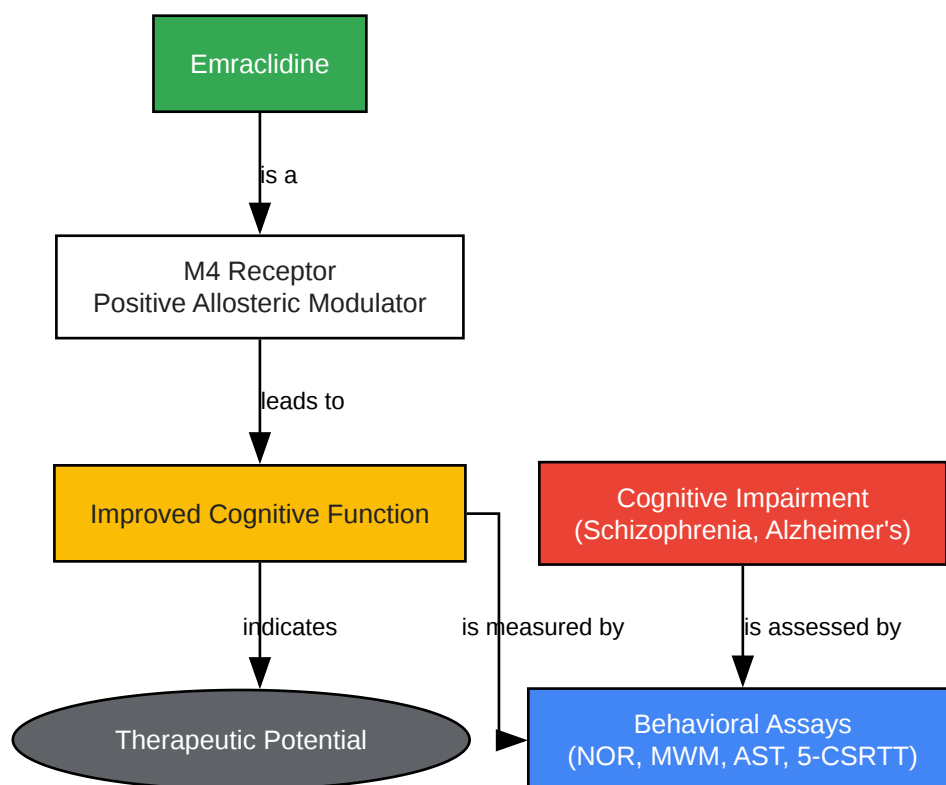 Emraclidine
is a
M4 Receptor
Positive Allosteric Modulator
leads to
Improved Cognitive Function
Cognitive Impairment
(Schizophrenia, Alzheimer's)
indicates
is measured by
is assessed by
Therapeutic Potential
Behavioral Assays
(NOR, MWM, AST, 5-CSRTT)